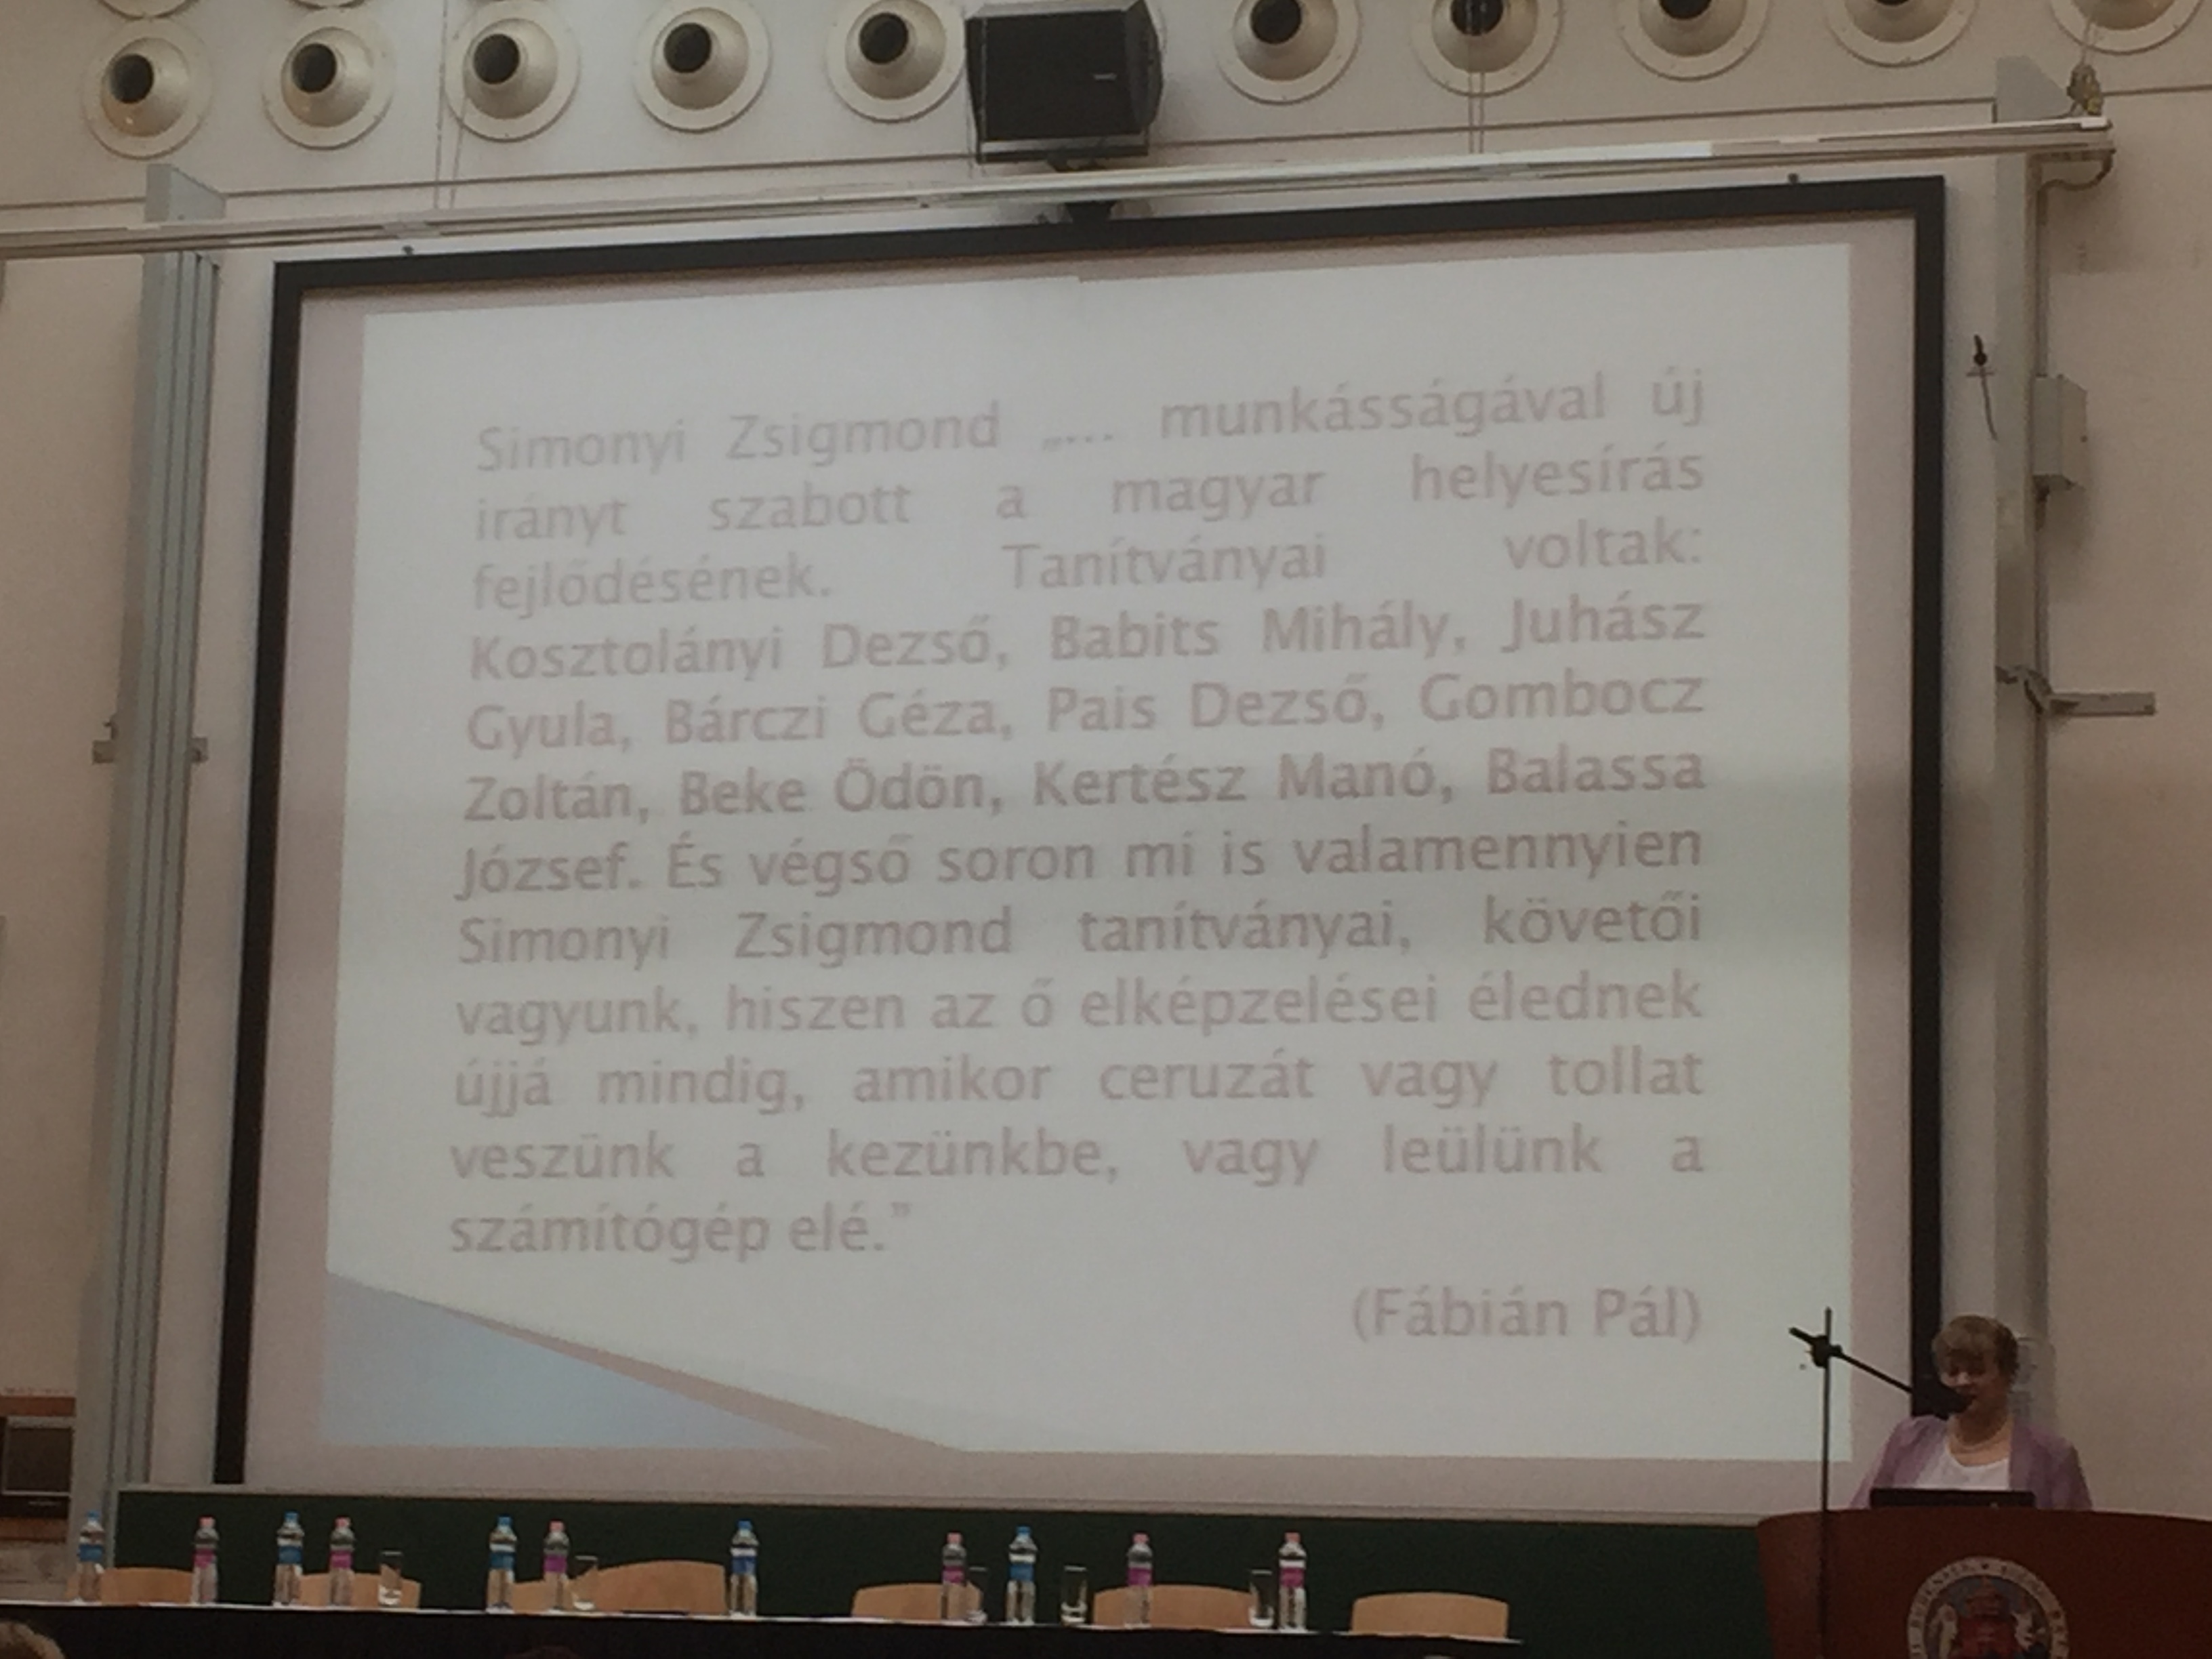 Simonyi Zsigmond „... munkásságával új
irányt szabott a magyar helyesírás
fejlődésének. Tanítványai voltak:
Kosztolányi Dezső, Babits Mihály, Juhász
Gyula, Bárczi Géza, Pais Dezső, Gombocz
Zoltán, Beke Ödön, Kertész Manó, Balassa
József. És végső soron mi is valamennyien
Simonyi Zsigmond tanítványai, követői
vagyunk, hiszen az ő elképzelései élednek
újjá mindig, amikor ceruzát vagy tollat
veszünk a kezünkbe, vagy leülünk a
számítógép elé.”
(Fábián Pál)